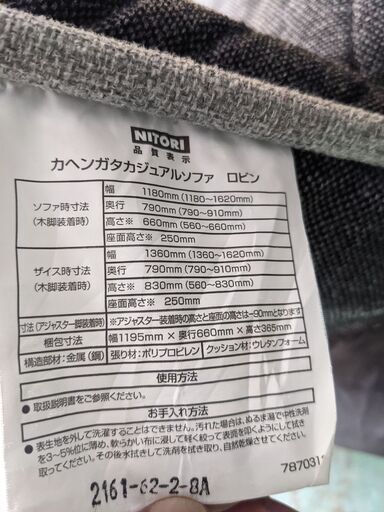 NITORI
品質表示
カヘンガタカジュアルソファ　ロビン
ソファ時寸法（木脚装着時） 幅 1180mm (1180~1620mm)
奥行 790mm (790~910mm)
高さ※ 660mm (560~660mm)
座面高さ※ 250mm
ザイス時寸法（木脚装着時） 幅 1360mm (1360~1620mm)
奥行 790mm (790~910mm)
高さ※ 830mm (560~830mm)
座面高さ※ 250mm
寸法（アジャスター脚装着時） ※アジャスター装着時の高さと座面の高さは－90mmとなります
梱包寸法 幅1195mm×奥行660mm×高さ365mm
構造部材：金属（鋼） 張り材：ポリプロピレン クッション材：ウレタンフォーム
使用方法
●取扱説明書をご参照ください。
お手入れ方法
●表生地を外して洗濯することはできません。汚れた場合は、ぬるま湯で中性洗剤
を3~5%位に薄め、軟らかい布に浸して軽く絞って表面を叩くようにして拭き
取ってください。その後水拭きして洗剤を拭き取り、自然乾燥させてください。
787031
2161-62-2-8A